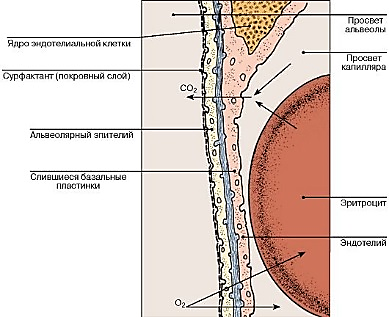 Просвет
альвеолы
Ядро эндотелиальной клетки
Просвет
капилляра
Сурфактант (покровный слой)
CO2
Альвеолярный эпителий
Слившиеся базальные
пластинки
Эритроцит
Эндотелий
O2